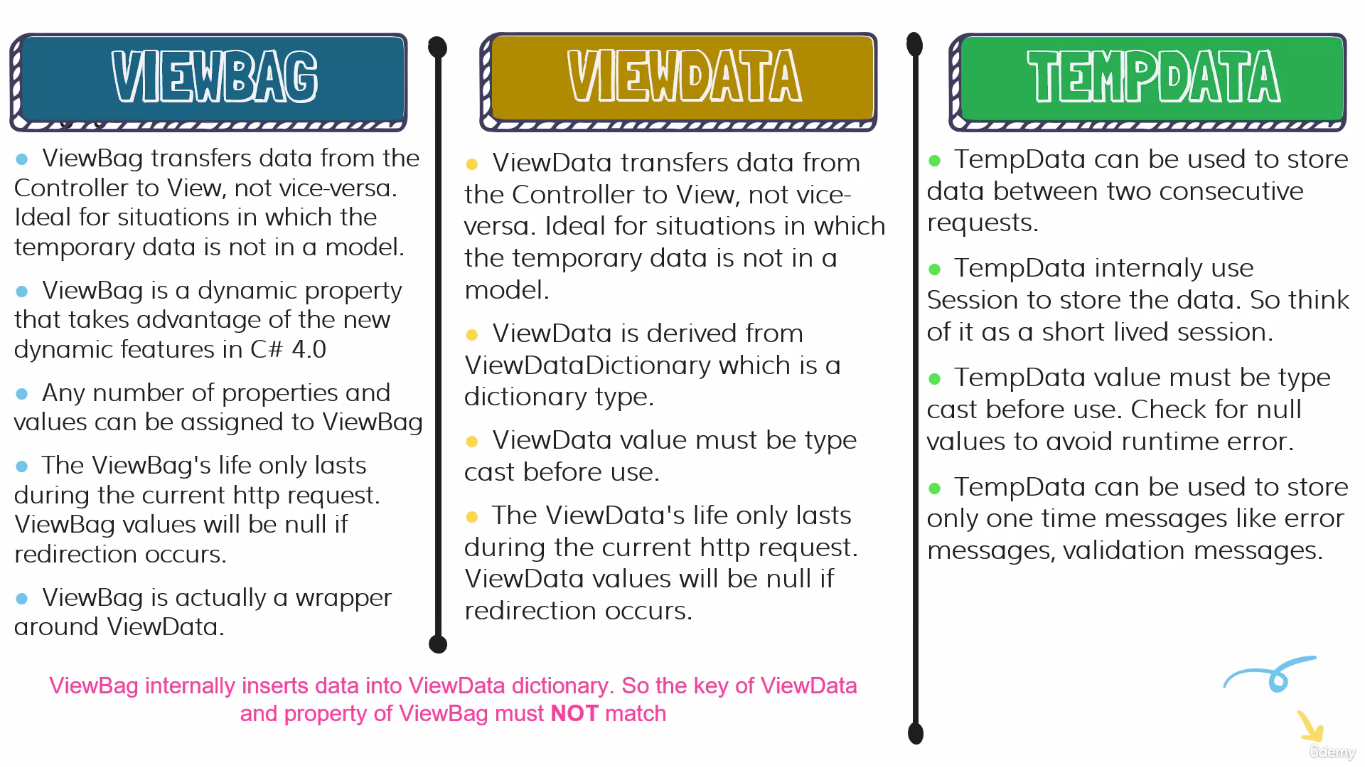 VIEWBAG
ViewBag transfers data from the
Controller to View, not vice-versa.
Ideal for situations in which the
temporary data is not in a model.
ViewBag is a dynamic property
that takes advantage of the new
dynamic features in C# 4.0
Any number of properties and
values can be assigned to ViewBag
The ViewBag's life only lasts
during the current http request.
ViewBag values will be null if
redirection occurs.
ViewBag is actually a wrapper
around ViewData.
VIEWDATA
ViewData transfers data from
the Controller to View, not vice-
versa. Ideal for situations in which
the temporary data is not in a
model.
ViewData is derived from
ViewDataDictionary which is a
dictionary type.
ViewData value must be type
cast before use.
The ViewData's life only lasts
during the current http request.
ViewData values will be null if
redirection occurs.
ViewBag internally inserts data into ViewData dictionary. So the key of ViewData
and property of ViewBag must NOT match
TEMPDATA
TempData can be used to store
data between two consecutive
requests.
TempData internaly use
Session to store the data. So think
of it as a short lived session.
TempData value must be type
cast before use. Check for null
values to avoid runtime error.
TempData can be used to store
only one time messages like error
messages, validation messages.
Udemy